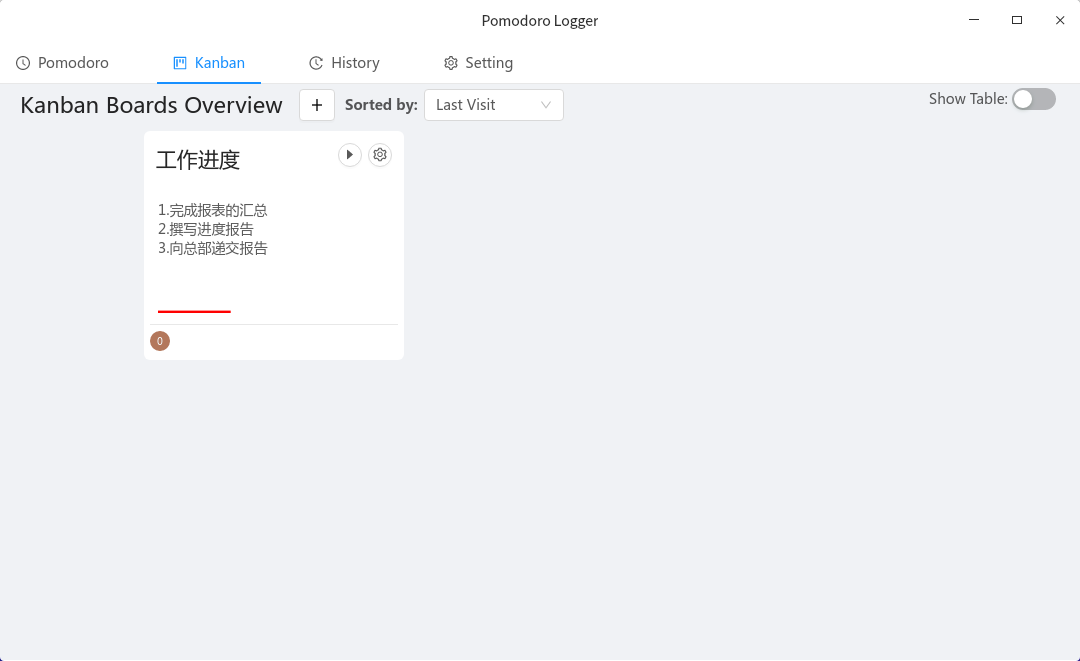 Pomodoro Logger
Pomodoro Kanban History Setting
Kanban Boards Overview + Sorted by: Last Visit Show Table:
工作进度
1.完成报表的汇总
2.撰写进度报告
3.向总部递交报告
0